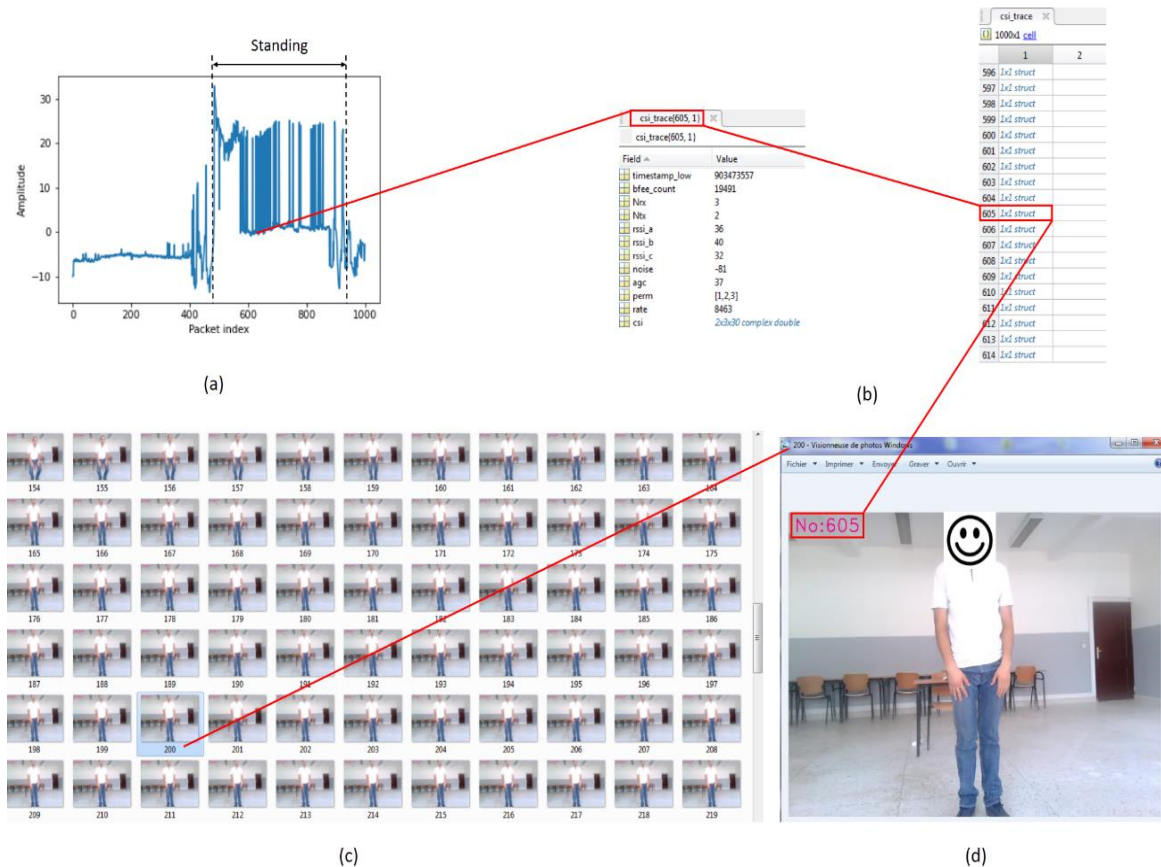 Standing
30
20
10
0
−10
Amplitude
0 200 400 600 800 1000
Packet index
(a)
csi_trace(605, 1)
csi_trace(605, 1)
Field Value
timestamp_low 903473557
bfee_count 19491
Nrx 3
Ntx 2
rssi_a 36
rssi_b 40
rssi_c 32
noise -81
agc 37
perm [1,2,3]
rate 8463
csi 2x3x30 complex double
csi_trace
1000x1 cell
1 2
596 1x1 struct
597 1x1 struct
598 1x1 struct
599 1x1 struct
600 1x1 struct
601 1x1 struct
602 1x1 struct
603 1x1 struct
604 1x1 struct
605 1x1 struct
606 1x1 struct
607 1x1 struct
608 1x1 struct
609 1x1 struct
610 1x1 struct
611 1x1 struct
612 1x1 struct
613 1x1 struct
614 1x1 struct
(b)
154 155 156 157 158 159 160 161 162 163 164
165 166 167 168 169 170 171 172 173 174 175
176 177 178 179 180 181 182 183 184 185 186
187 188 189 190 191 192 193 194 195 196 197
198 199 200 201 202 203 204 205 206 207 208
209 210 211 212 213 214 215 216 217 218 219
(c)
200 - Visionneuse de photos Windows
Fichier Imprimer Envoyer Graver Ouvrir
No:605
(d)